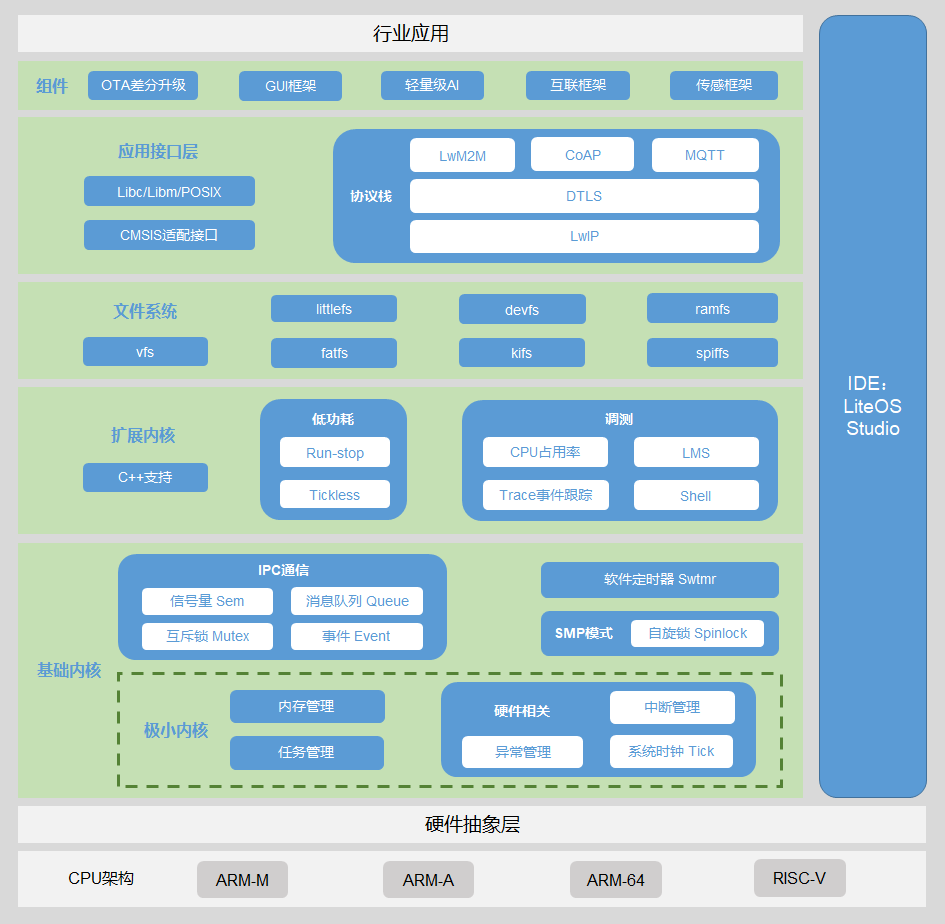 行业应用
组件
OTA差分升级
GUI框架
轻量级AI
互联框架
传感框架
应用接口层
Libc/Libm/POSIX
CMSIS适配接口
协议栈
LwM2M
CoAP
MQTT
DTLS
LwIP
文件系统
littlefs
devfs
ramfs
vfs
fatfs
kifs
spiffs
扩展内核
C++支持
低功耗
Run-stop
Tickless
调测
CPU占用率
LMS
Trace事件跟踪
Shell
基础内核
IPC通信
信号量 Sem
消息队列 Queue
互斥锁 Mutex
事件 Event
软件定时器 Swtmr
SMP模式
自旋锁 Spinlock
极小内核
内存管理
任务管理
硬件相关
中断管理
异常管理
系统时钟 Tick
IDE：
LiteOS
Studio
硬件抽象层
CPU架构
ARM-M
ARM-A
ARM-64
RISC-V